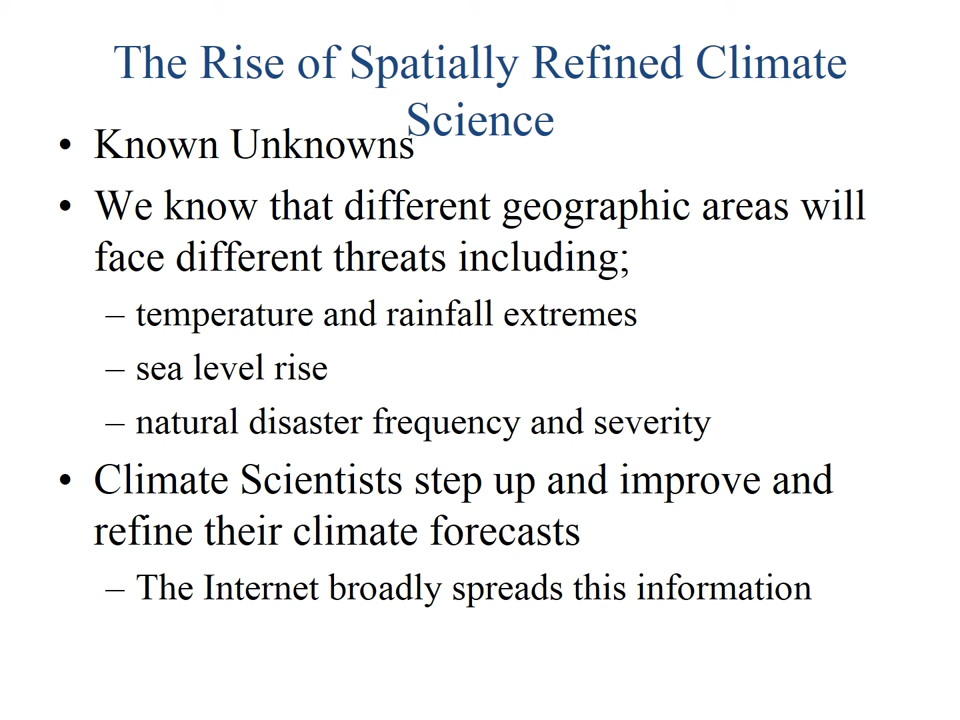 The Rise of Spatially Refined Climate
Science
• Known Unknowns
• We know that different geographic areas will
face different threats including;
– temperature and rainfall extremes
– sea level rise
– natural disaster frequency and severity
• Climate Scientists step up and improve and
refine their climate forecasts
– The Internet broadly spreads this information